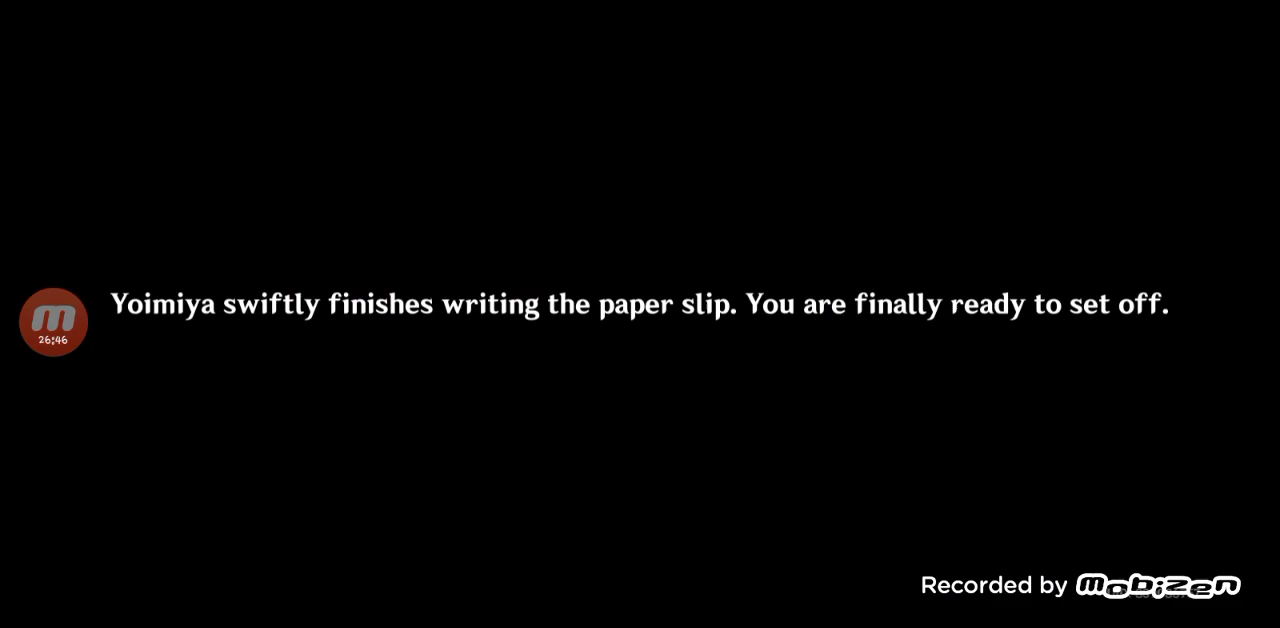 Yoimiya swiftly finishes writing the paper slip. You are finally ready to set off.
m
26:46
Recorded by mobizen